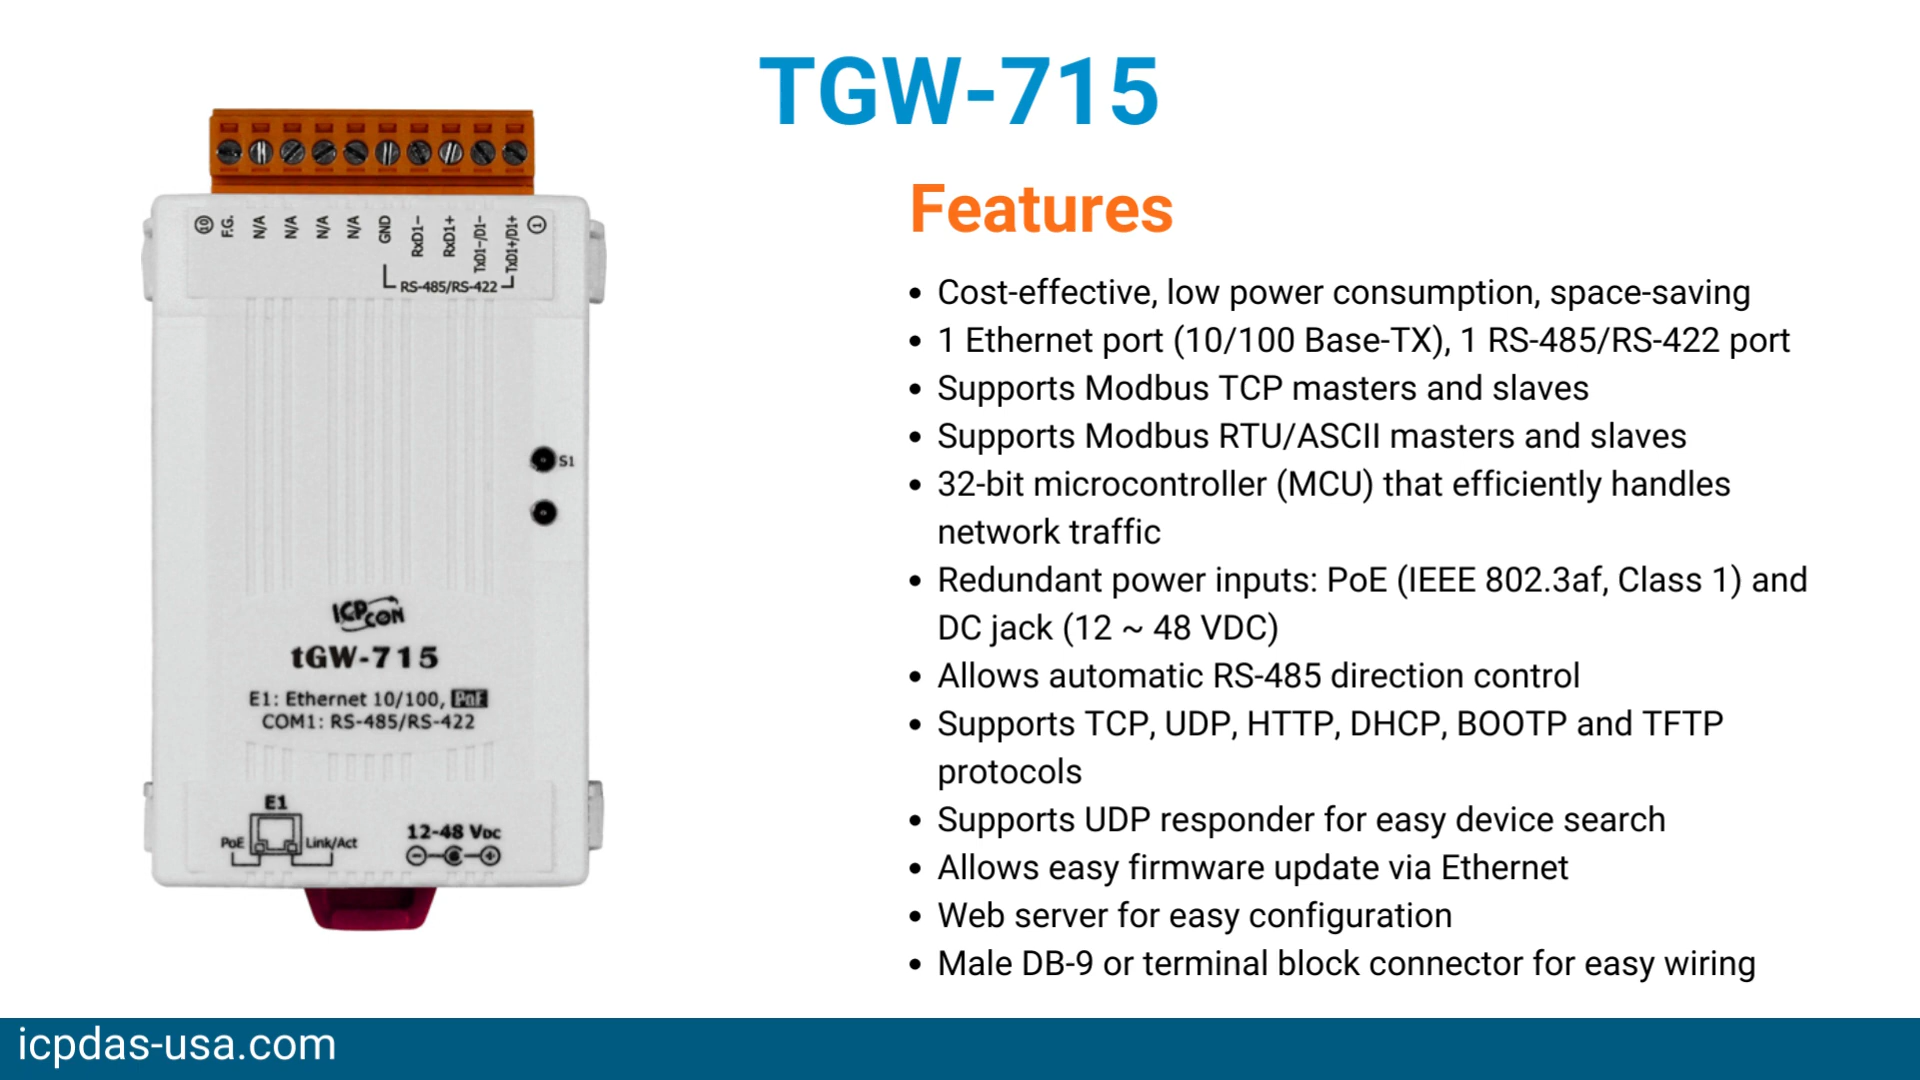 TGW-715
Features
• Cost-effective, low power consumption, space-saving
• 1 Ethernet port (10/100 Base-TX), 1 RS-485/RS-422 port
• Supports Modbus TCP masters and slaves
• Supports Modbus RTU/ASCII masters and slaves
• 32-bit microcontroller (MCU) that efficiently handles
network traffic
• Redundant power inputs: PoE (IEEE 802.3af, Class 1) and
DC jack (12 ~ 48 VDC)
• Allows automatic RS-485 direction control
• Supports TCP, UDP, HTTP, DHCP, BOOTP and TFTP
protocols
• Supports UDP responder for easy device search
• Allows easy firmware update via Ethernet
• Web server for easy configuration
• Male DB-9 or terminal block connector for easy wiring
10 F.G. N/A N/A N/A N/A GND RxD1- RxD1+ TxD1-/D1- TxD1+/D1+ 1
RS-485/RS-422
S1
ICP CON
tGW-715
E1: Ethernet 10/100, PoE
COM1: RS-485/RS-422
E1
PoE Link/Act
12-48 VDC
icpdas-usa.com